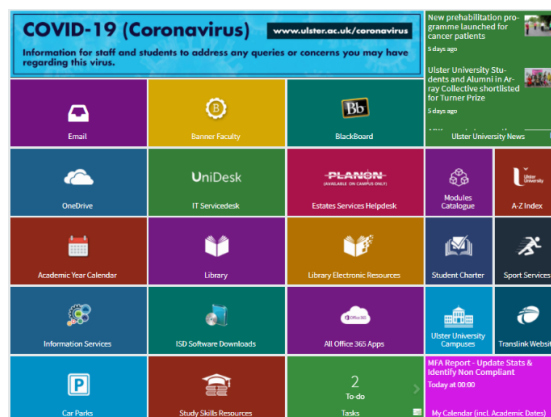 COVID-19 (Coronavirus)
www.ulster.ac.uk/coronavirus
Information for staff and students to address any queries or concerns you may have
regarding this virus.
New prehabilitation pro-
gramme launched for
cancer patients
5 days ago
Ulster University Stu-
dents and Alumni in Ar-
ray Collective shortlisted
for Turner Prize
5 days ago
Ulster University News
Email
B
Banner Faculty
Bb
BlackBoard
OneDrive
UniDesk
IT Servicedesk
PLANON
(AVAILABLE ON CAMPUS ONLY)
Estates Services Helpdesk
Modules
Catalogue
Ulster
University
A-Z Index
Academic Year Calendar
Library
Library Electronic Resources
Student Charter
Sport Services
Information Services
ISD Software Downloads
Office 365
All Office 365 Apps
Ulster University
Campuses
Translink Websit
P
Car Parks
Study Skills Resources
2
To-do
Tasks
MFA Report - Update Stats &
Identify Non Compliant
Today at 00:00
My Calendar (incl. Academic Dates)